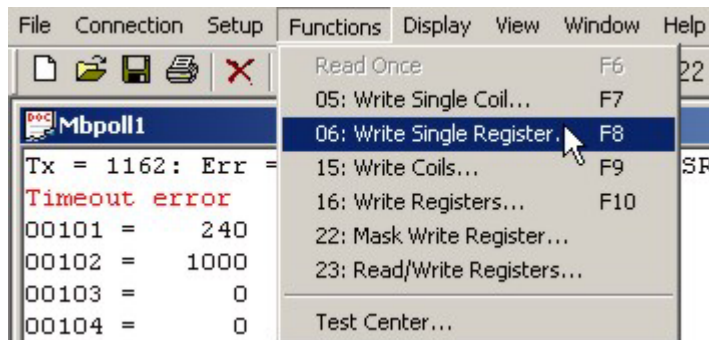 File Connection Setup Functions Display View Window Help
Read Once F6
22
05: Write Single Coil... F7
Mbpoll1
06: Write Single Register. F8
Tx = 1162: Err =
15: Write Coils... F9
SR
Timeout error
16: Write Registers... F10
00101 = 240
22: Mask Write Register...
00102 = 1000
23: Read/Write Registers...
00103 = 0
00104 = 0
Test Center...